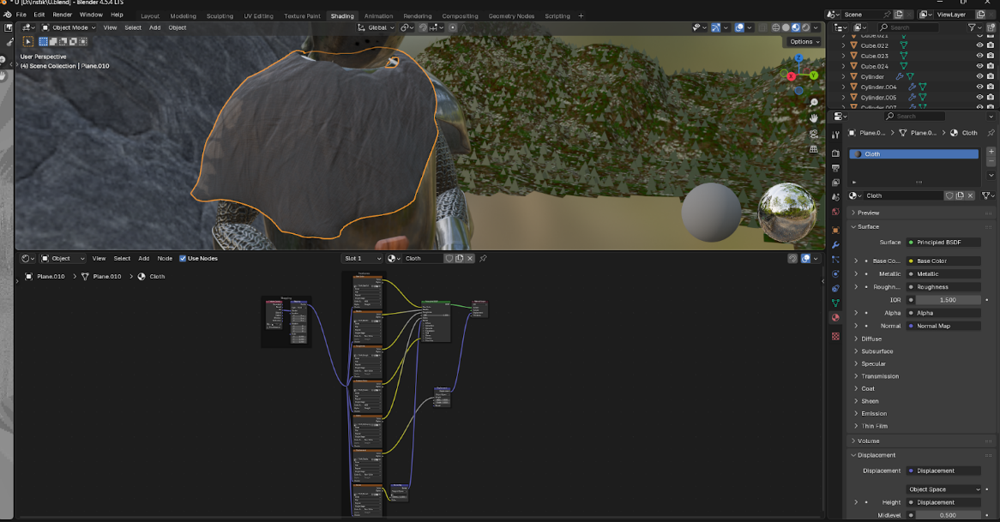 * U [D:\Instik\U.blend] - Blender 4.5.4 LTS
File Edit Render Window Help
Layout Modeling Sculpting UV Editing Texture Paint Shading Animation Rendering Compositing Geometry Nodes Scripting +
Scene
ViewLayer
Object Mode View Select Add Object
Global
Options
User Perspective
(4) Scene Collection | Plane.010
Z
X
Y
Search
Cube.021
Cube.022
Cube.023
Cube.024
Cylinder
Cylinder.004
Cylinder.005
Cylinder.007
Search
Plane.0... > Plane.0... > Cloth
Cloth
Cloth
Preview
Surface
Surface Principled BSDF
Base Co... Base Color
Metallic Metallic
Roughn... Roughness
IOR 1.500
Alpha Alpha
Normal Normal Map
Diffuse
Subsurface
Specular
Transmission
Coat
Sheen
Emission
Thin Film
Volume
Displacement
Displacement Displacement
Object Space
Height Displacement
Midlevel 0.500
Object View Select Add Node Use Nodes
Slot 1
Cloth
Plane.010 > Plane.010 > Cloth